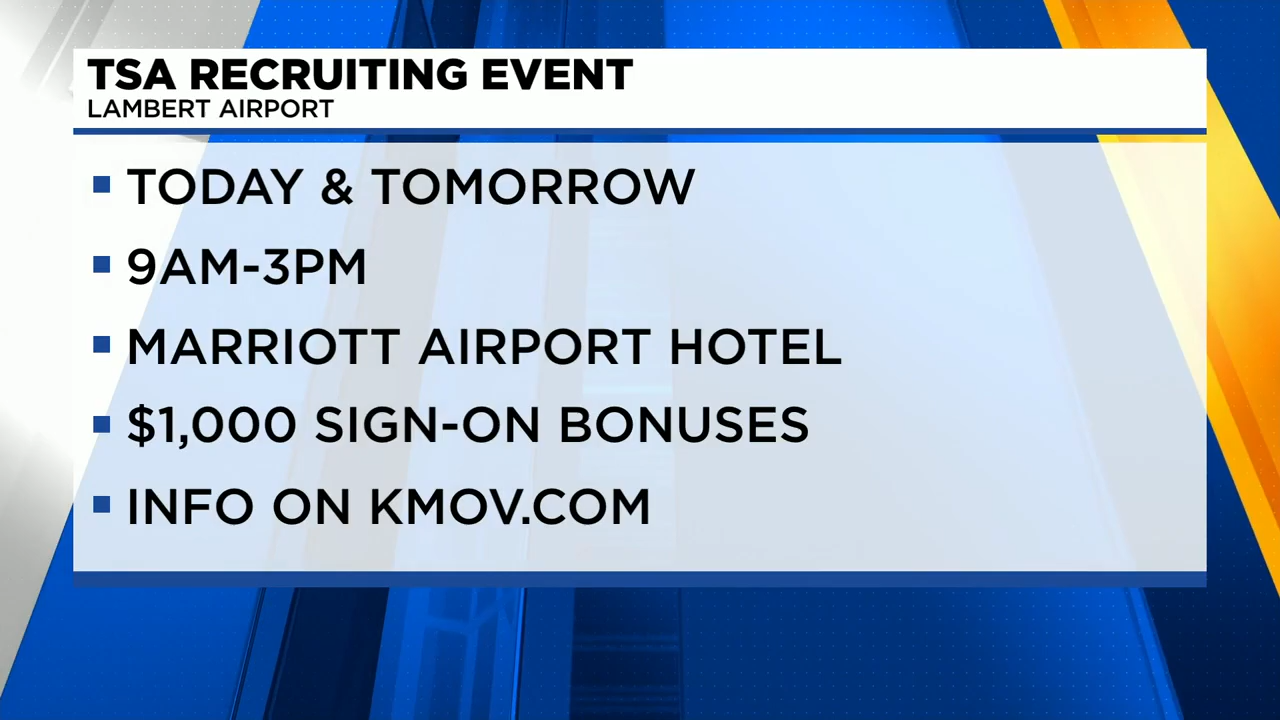 TSA RECRUITING EVENT
LAMBERT AIRPORT
TODAY & TOMORROW
9AM-3PM
MARRIOTT AIRPORT HOTEL
$1,000 SIGN-ON BONUSES
INFO ON KMOV.COM